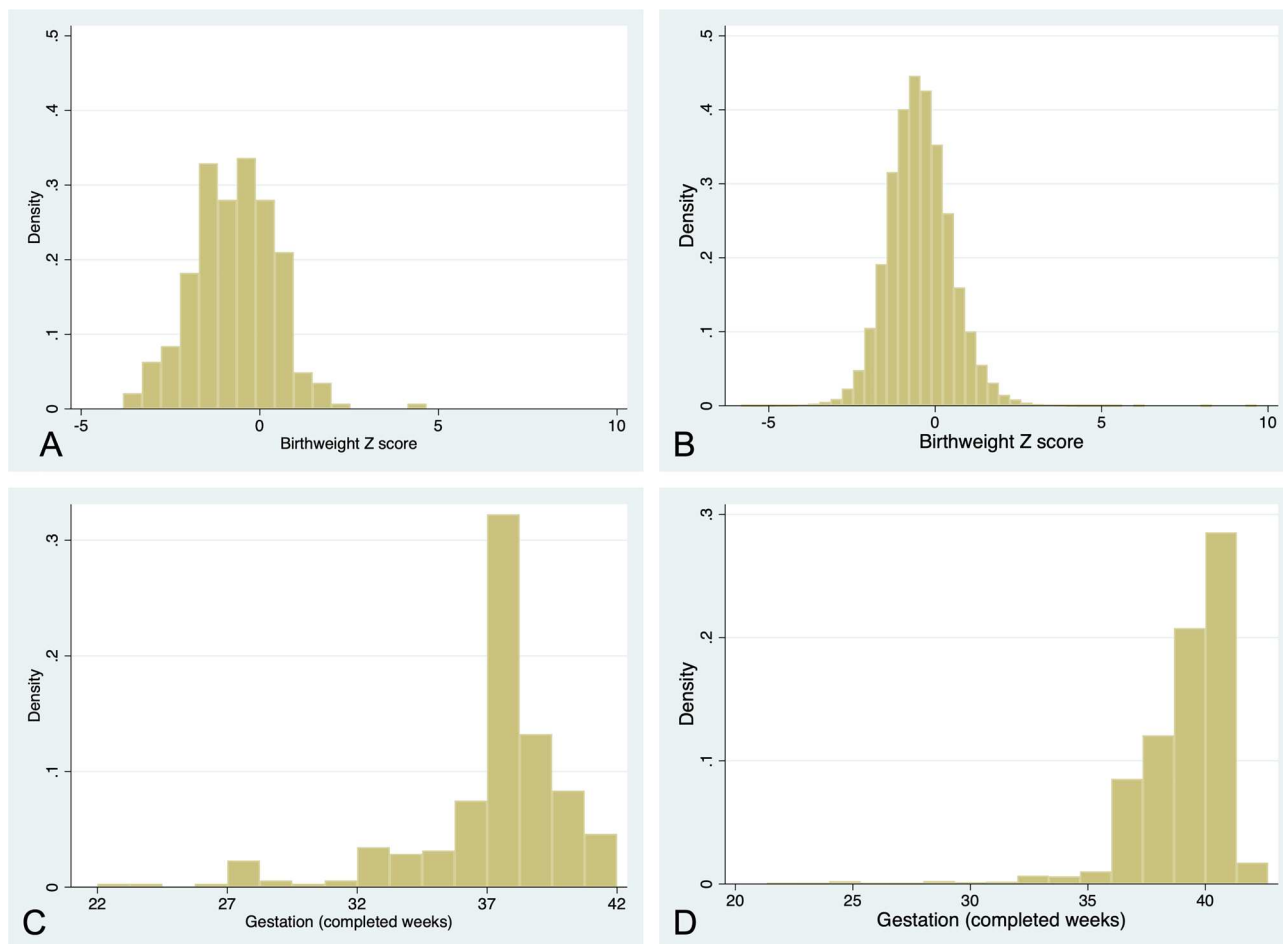 .5
.4
.3
.2
.1
0
Density
-5 0 5 10
Birthweight Z score
A
.5
.4
.3
.2
.1
0
Density
-5 0 5 10
Birthweight Z score
B
.3
.2
.1
0
Density
22 27 32 37 42
Gestation (completed weeks)
C
.3
.2
.1
0
Density
20 25 30 35 40
Gestation (completed weeks)
D